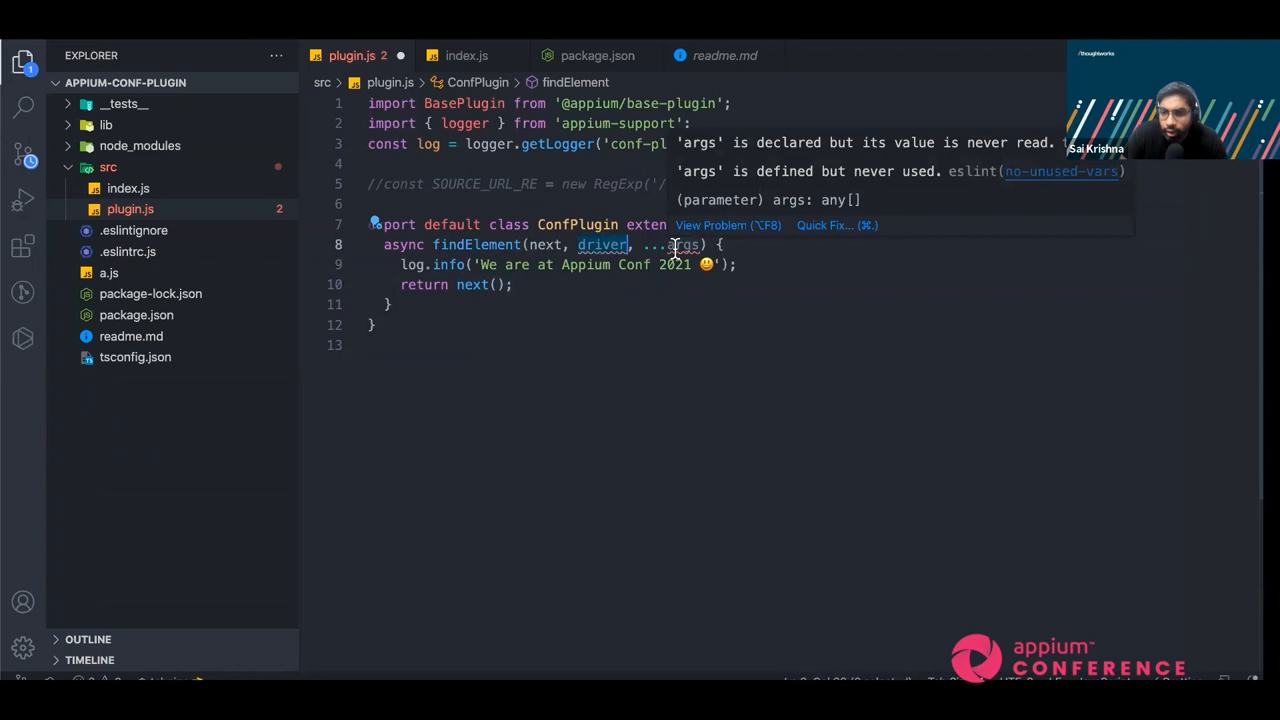 EXPLORER
APPIUM-CONF-PLUGIN
__tests__
lib
node_modules
src
index.js
plugin.js 2
.eslintignore
.eslintrc.js
a.js
package-lock.json
package.json
readme.md
tsconfig.json
OUTLINE
TIMELINE
1
plugin.js 2
index.js
package.json
readme.md
src > plugin.js > ConfPlugin > findElement
1 import BasePlugin from '@appium/base-plugin';
2 import { logger } from 'appium-support':
3 const log = logger.getLogger('conf-pl
4
5 //const SOURCE_URL_RE = new RegExp('/
6
7 port default class ConfPlugin exten
8 async findElement(next, driver, ...args) {
9 log.info('We are at Appium Conf 2021 😃');
10 return next();
11 }
12 }
13
'args' is declared but its value is never read.
'args' is defined but never used. eslint(no-unused-vars)
(parameter) args: any[]
View Problem (⌥F8) Quick Fix... (⌘.)
/thoughtworks
Sai Krishna
appium™
CONFERENCE